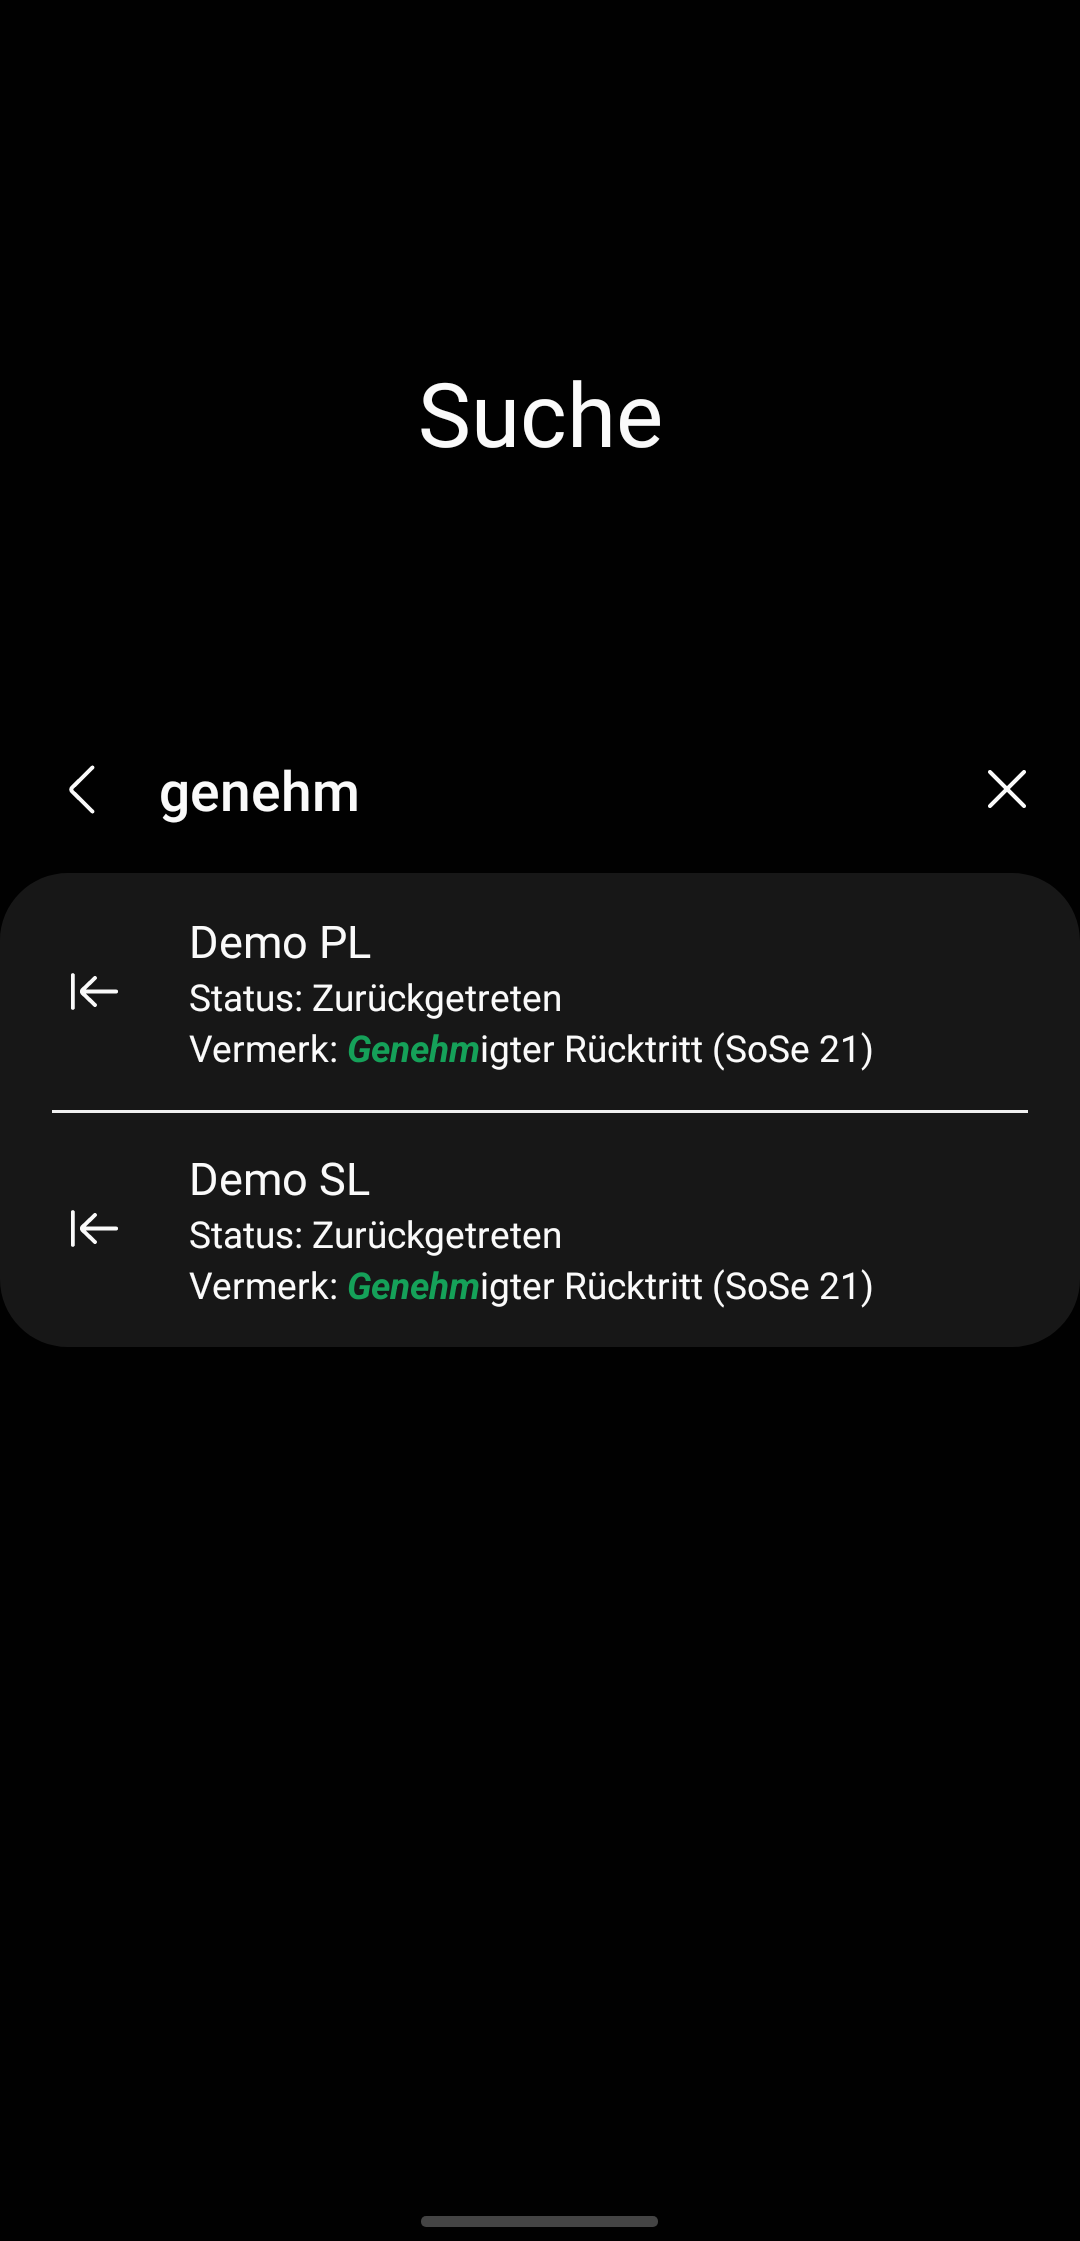 Suche
genehm
Demo PL
Status: Zurückgetreten
Vermerk: Genehmigter Rücktritt (SoSe 21)
Demo SL
Status: Zurückgetreten
Vermerk: Genehmigter Rücktritt (SoSe 21)